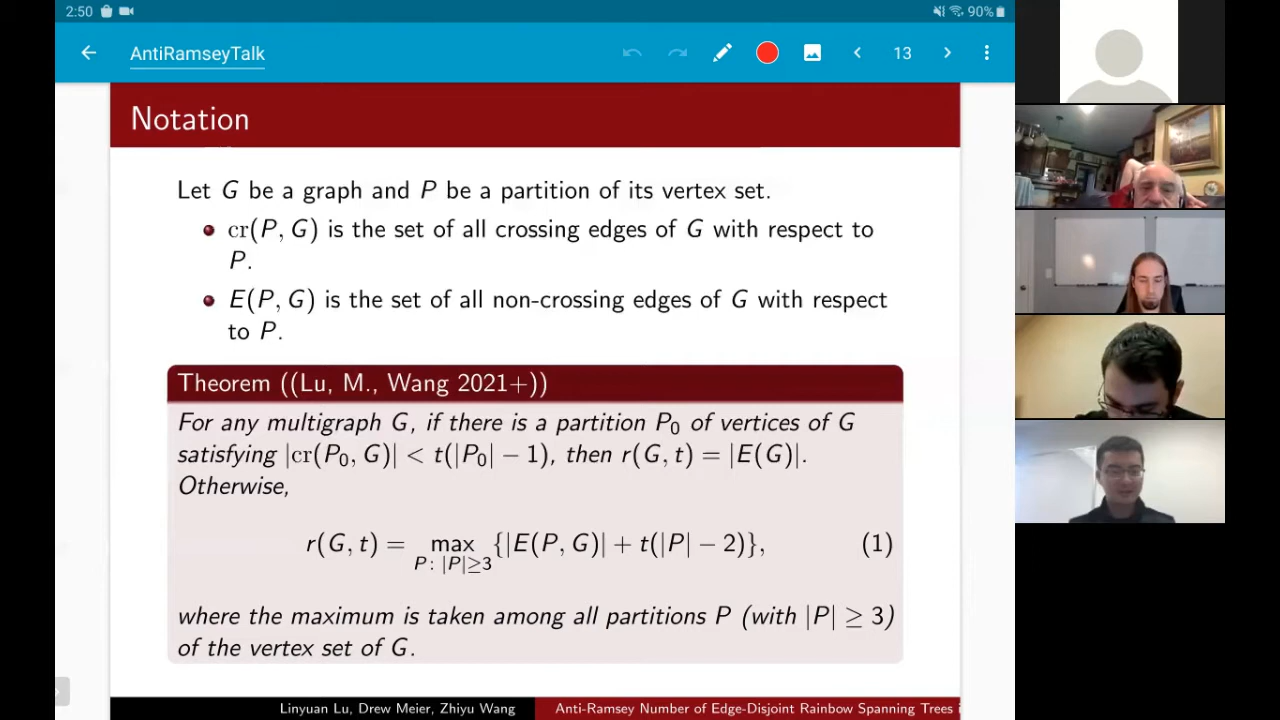 2:50
90%
AntiRamseyTalk
13
Notation
Let G be a graph and P be a partition of its vertex set.
cr(P, G) is the set of all crossing edges of G with respect to
P.
E(P, G) is the set of all non-crossing edges of G with respect
to P.
Theorem ((Lu, M., Wang 2021+))
For any multigraph G, if there is a partition P₀ of vertices of G
satisfying |cr(P₀, G)| < t(|P₀| − 1), then r(G, t) = |E(G)|.
Otherwise,
r(G, t) = max {|E(P, G)| + t(|P| − 2)}, (1)
P: |P|≥3
where the maximum is taken among all partitions P (with |P| ≥ 3)
of the vertex set of G.
Linyuan Lu, Drew Meier, Zhiyu Wang Anti-Ramsey Number of Edge-Disjoint Rainbow Spanning Trees i